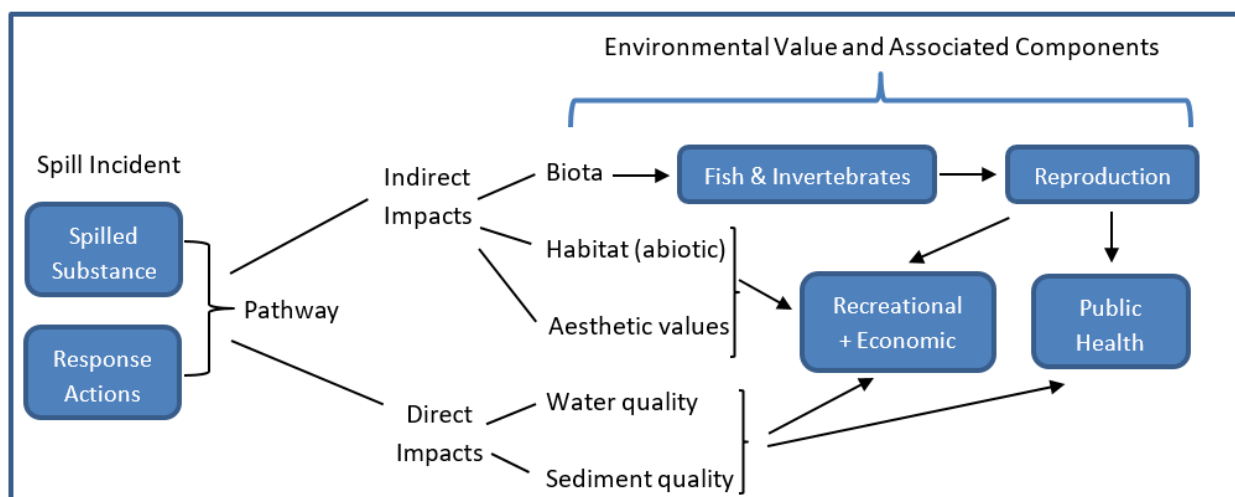 Environmental Value and Associated Components
Spill Incident
Spilled
Substance
Response
Actions
Pathway
Indirect
Impacts
Biota
Fish & Invertebrates
Reproduction
Habitat (abiotic)
Aesthetic values
Recreational
+ Economic
Public
Health
Direct
Impacts
Water quality
Sediment quality